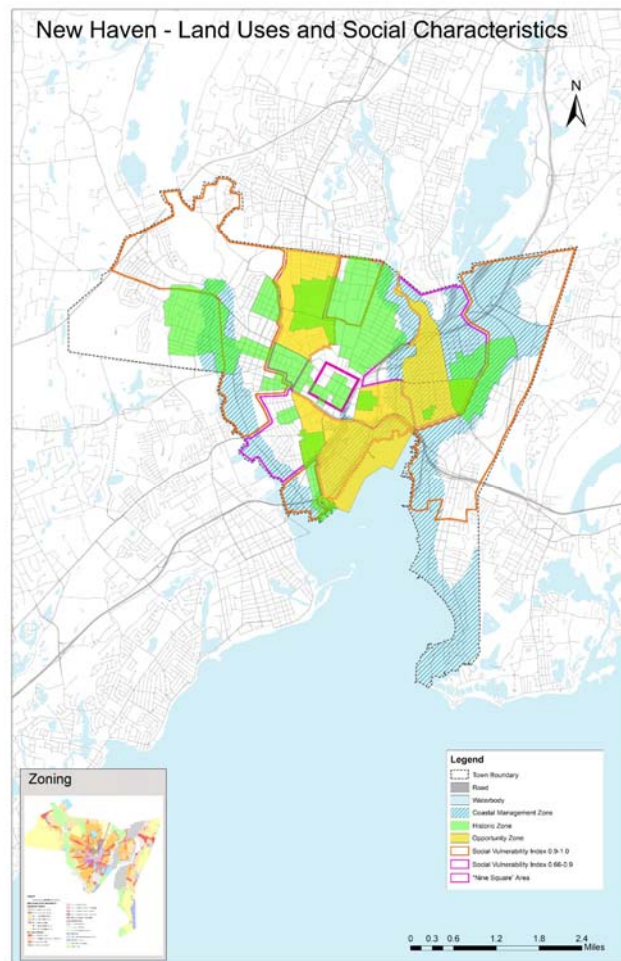 New Haven - Land Uses and Social Characteristics
N
Legend
Town Boundary
Road
Waterbody
Coastal Management Zone
Historic Zone
Opportunity Zone
Social Vulnerability Index 0.9-1.0
Social Vulnerability Index 0.66-0.9
"Nine Square" Area
Zoning
0 0.3 0.6 1.2 1.8 2.4
Miles